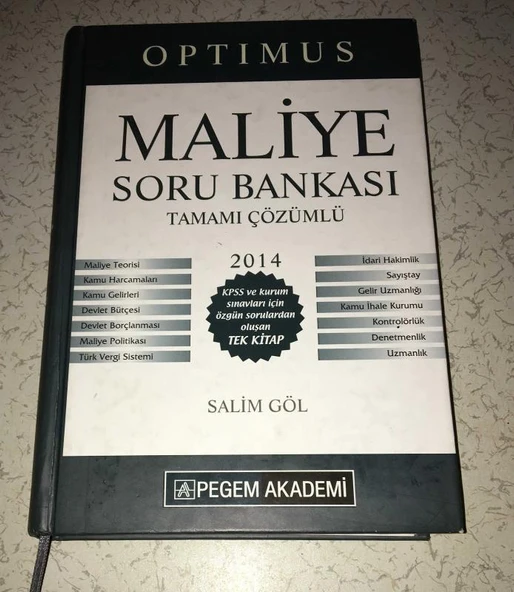 OPTIMUS
MALİYE
SORU BANKASI
TAMAMI ÇÖZÜMLÜ
2014
Maliye Teorisi
Kamu Harcamaları
Kamu Gelirleri
Devlet Bütçesi
Devlet Borçlanması
Maliye Politikası
Türk Vergi Sistemi
KPSS ve kurum
sınavları için
özgün sorulardan
oluşan
TEK KİTAP
İdari Hakimlik
Sayıştay
Gelir Uzmanlığı
Kamu İhale Kurumu
Kontrolörlük
Denetmenlik
Uzmanlık
SALİM GÖL
PEGEM AKADEMİ